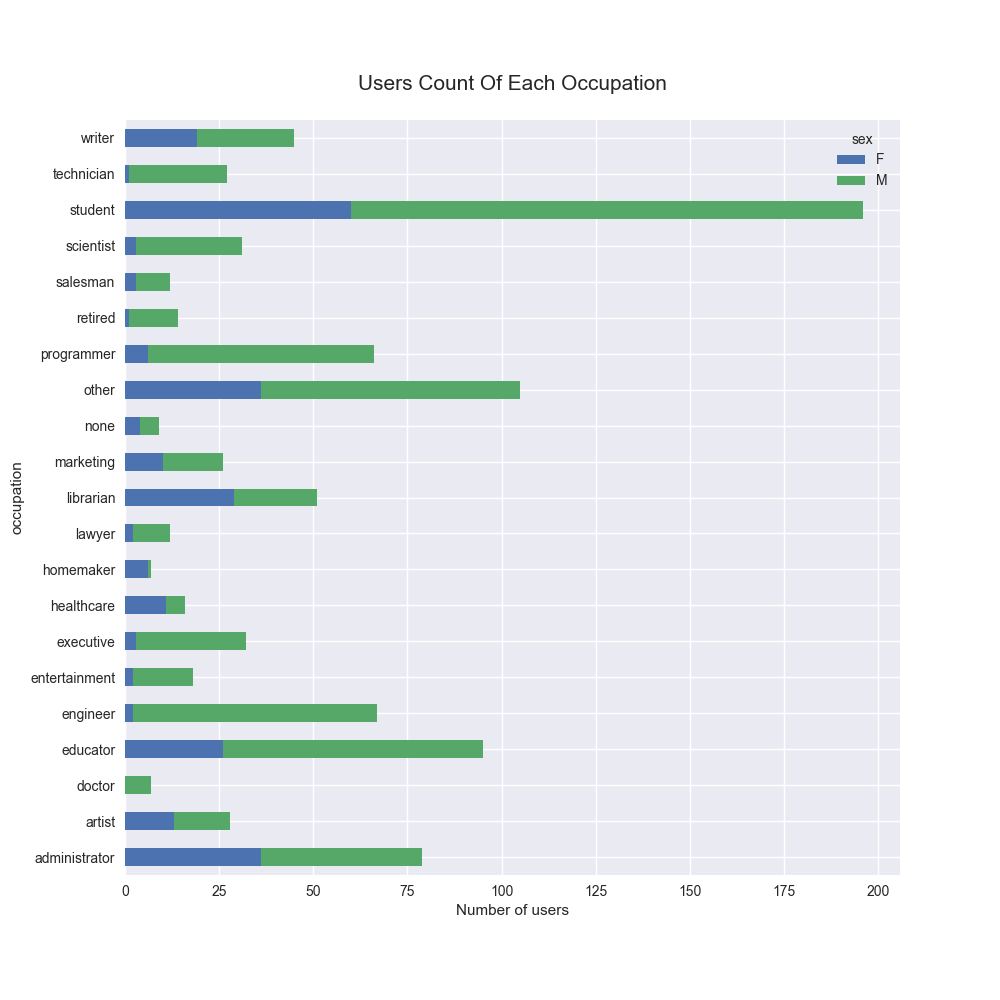 Users Count Of Each Occupation
sex
F
M
writer
technician
student
scientist
salesman
retired
programmer
other
none
marketing
librarian
lawyer
homemaker
healthcare
executive
entertainment
engineer
educator
doctor
artist
administrator
occupation
0 25 50 75 100 125 150 175 200
Number of users